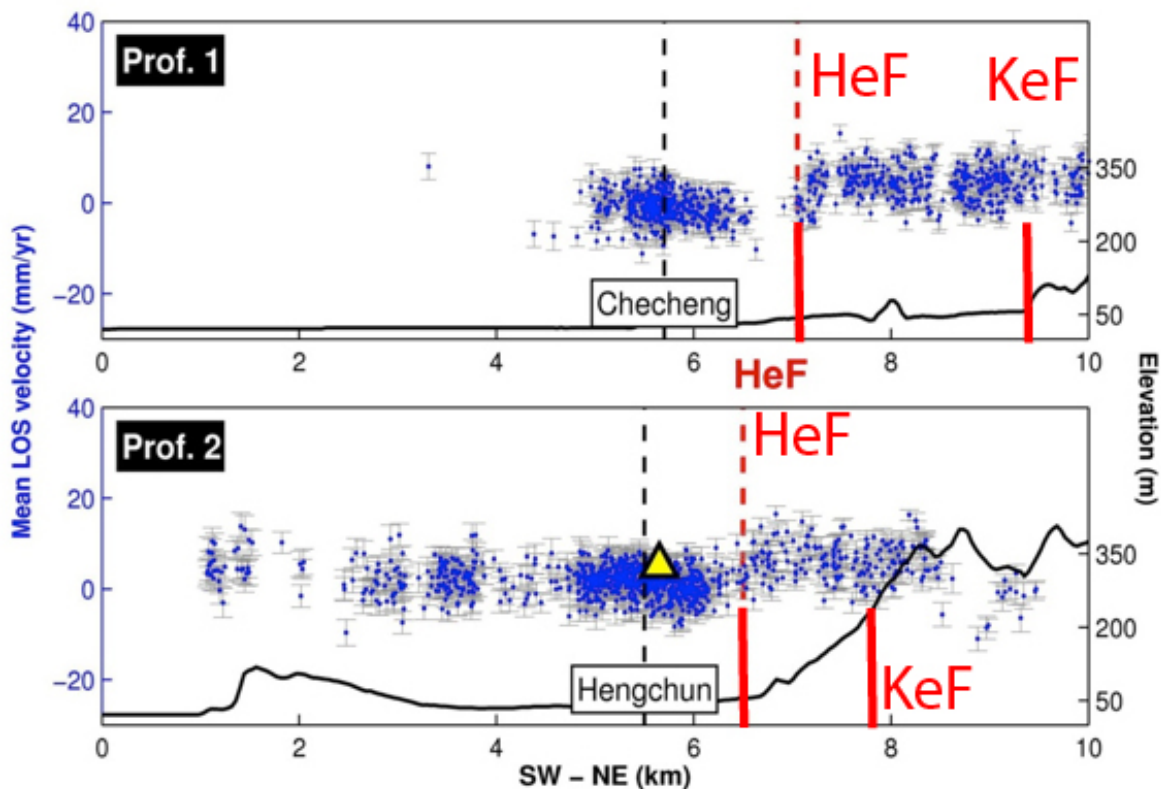 40
Prof. 1
HeF
KeF
20
350
0
200
Checheng
-20
50
0 2 4 6 8 10
HeF
40
Prof. 2
HeF
20
350
0
200
KeF
-20
Hengchun
50
0 2 4 6 8 10
SW – NE (km)
Mean LOS velocity (mm/yr)
Elevation (m)